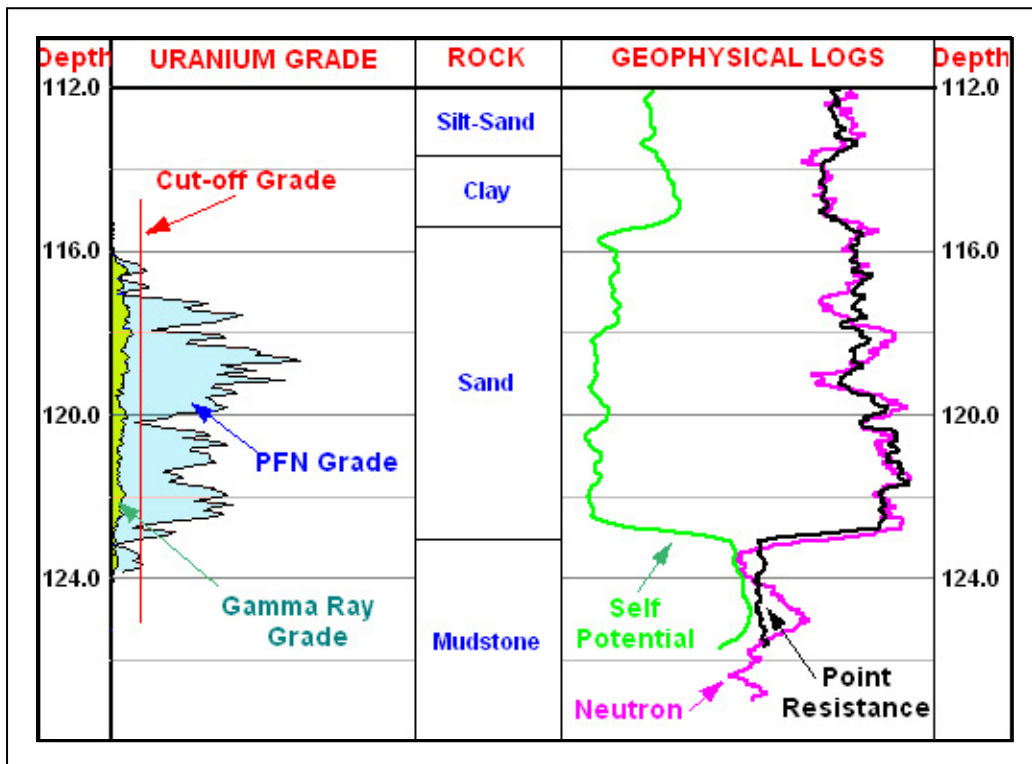 Depth
URANIUM GRADE
ROCK
GEOPHYSICAL LOGS
Depth
112.0
112.0
Silt-Sand
Cut-off Grade
Clay
116.0
116.0
Sand
120.0
120.0
PFN Grade
124.0
124.0
Gamma Ray
Grade
Mudstone
Self
Potential
Point
Resistance
Neutron